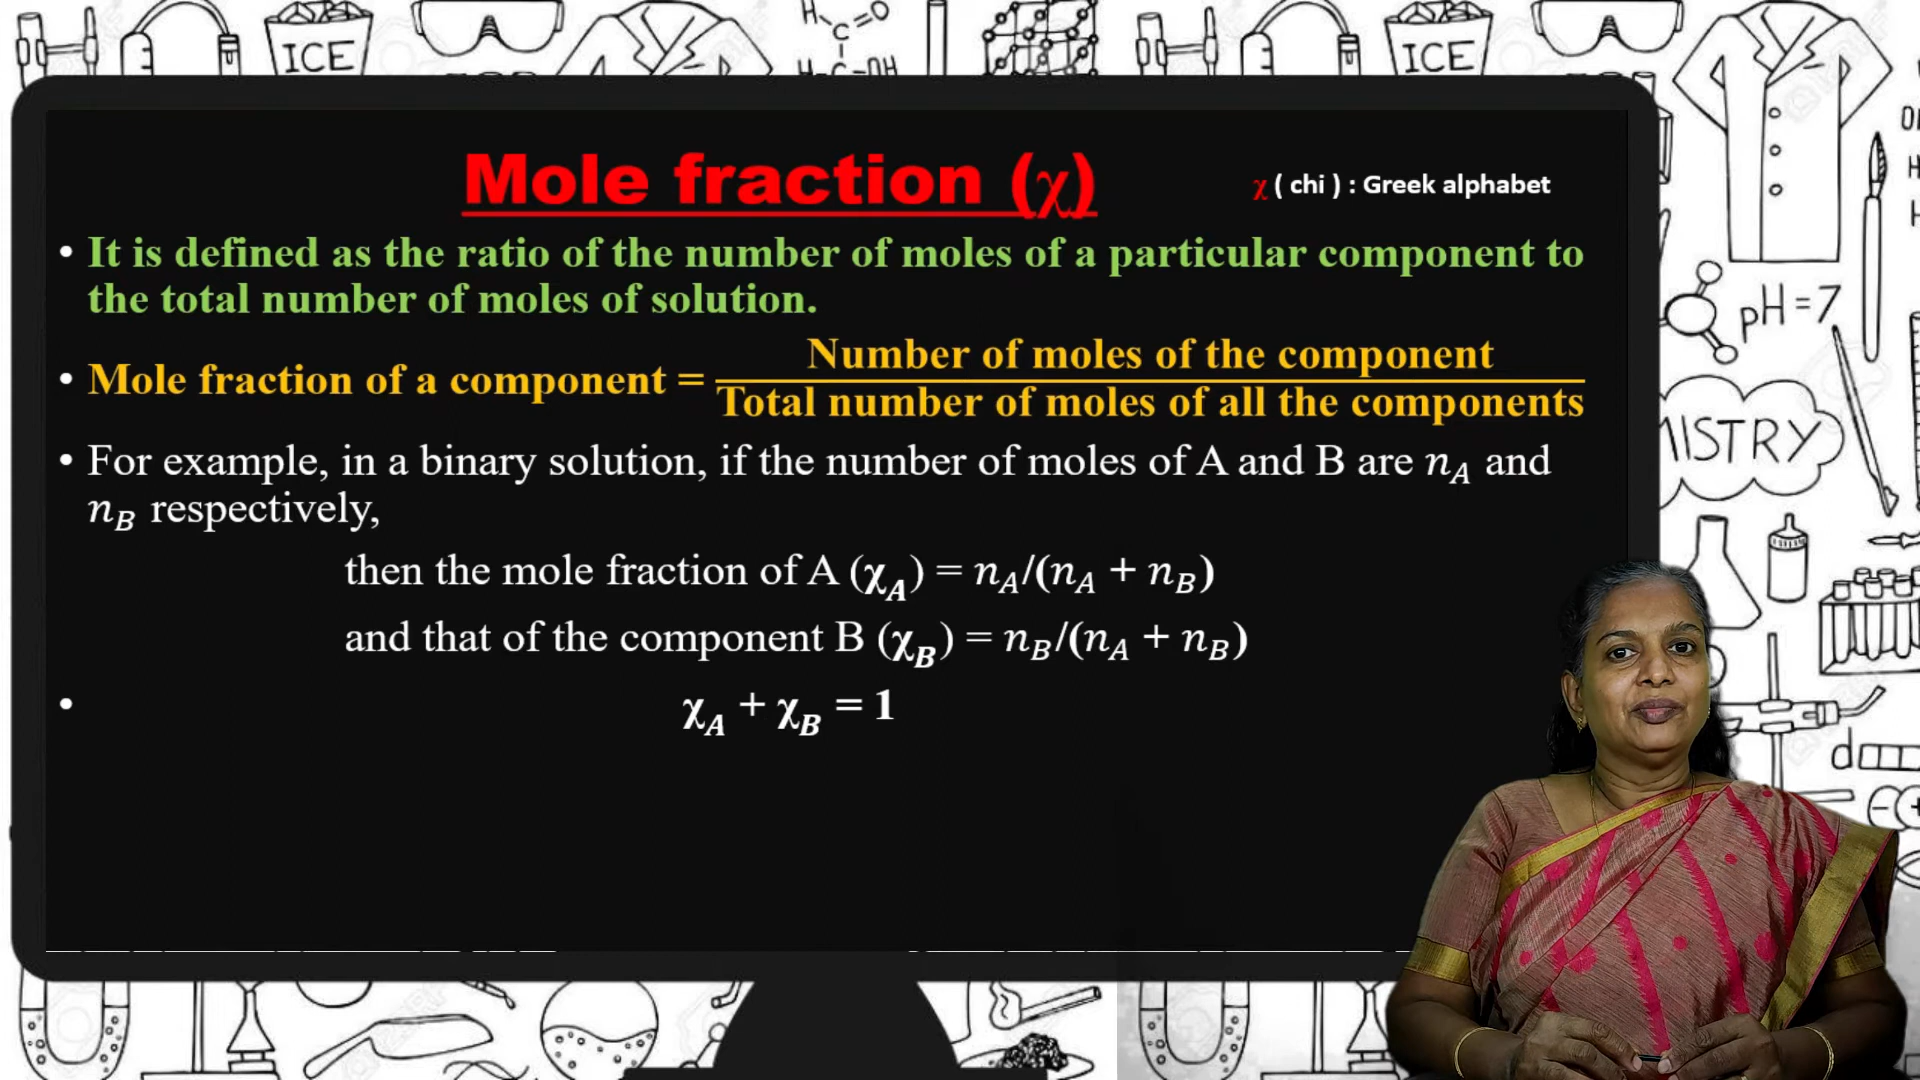 ICE
ICE
H
C
O
H-C-OH
Mole fraction (χ)
χ ( chi ) : Greek alphabet
• It is defined as the ratio of the number of moles of a particular component to
the total number of moles of solution.
• Mole fraction of a component = Number of moles of the component
Total number of moles of all the components
• For example, in a binary solution, if the number of moles of A and B are n_A and
n_B respectively,
then the mole fraction of A (χ_A) = n_A/(n_A + n_B)
and that of the component B (χ_B) = n_B/(n_A + n_B)
• χ_A + χ_B = 1
pH=7
MISTRY